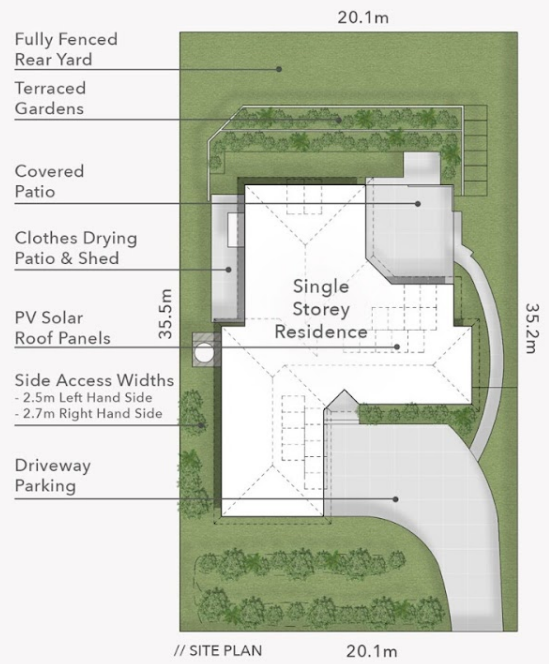 20.1m
Fully Fenced
Rear Yard
Terraced
Gardens
Covered
Patio
Clothes Drying
Patio & Shed
PV Solar
Roof Panels
Side Access Widths
- 2.5m Left Hand Side
- 2.7m Right Hand Side
Driveway
Parking
35.5m
Single
Storey
Residence
35.2m
// SITE PLAN
20.1m